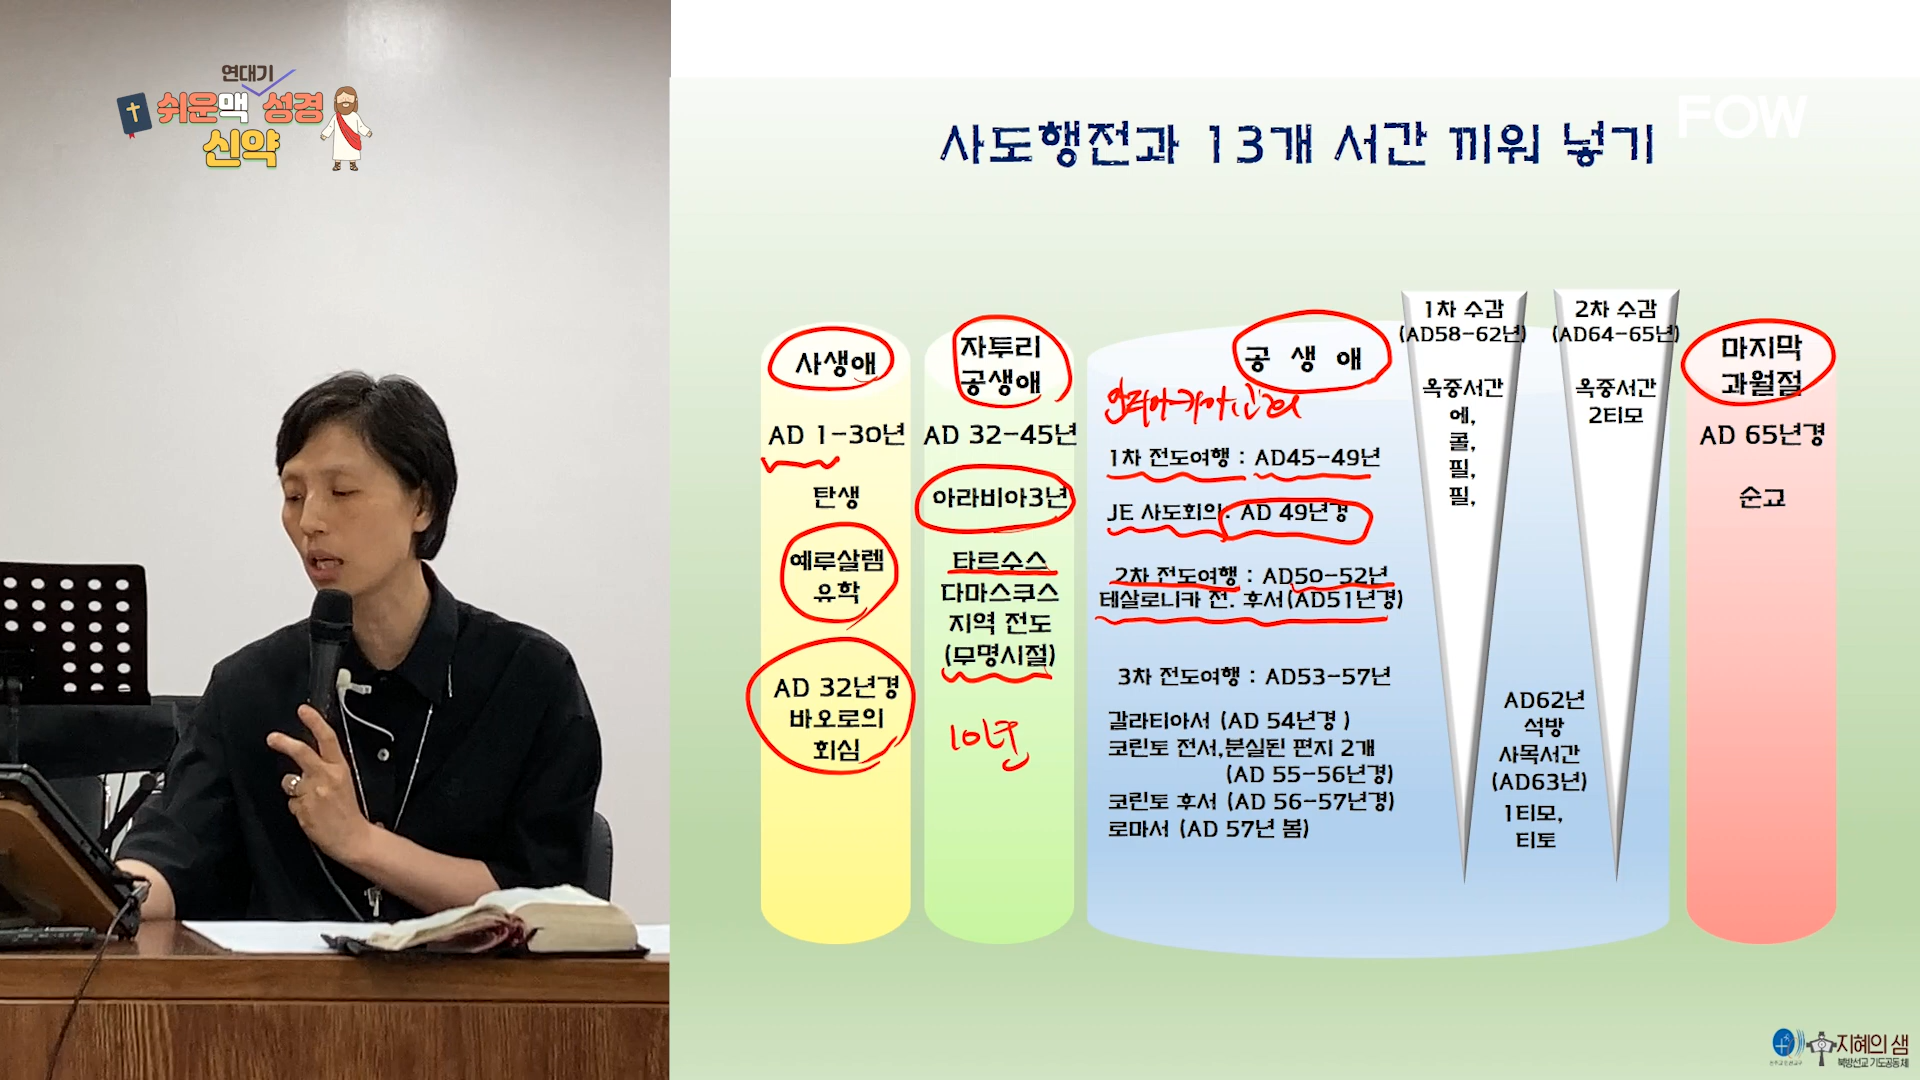 연대기
쉬운맥 성경
신약
FOW
사도행전과 13개 서간 끼워 넣기
사생애
AD 1-30년
탄생
예루살렘
유학
AD 32년경
바오로의
회심
자투리
공생애
AD 32-45년
아라비아3년
타르수스
다마스쿠스
지역 전도
(무명시절)
10년
공 생 애
1차 전도여행 : AD45-49년
JE 사도회의: AD 49년경
2차 전도여행 : AD50-52년
테살로니카 전. 후서(AD51년경)
3차 전도여행 : AD53-57년
갈라티아서 (AD 54년경 )
코린토 전서,분실된 편지 2개
(AD 55-56년경)
코린토 후서 (AD 56-57년경)
로마서 (AD 57년 봄)
1차 수감
(AD58-62년)
옥중서간
에,
콜,
필,
필,
AD62년
석방
사목서간
(AD63년)
1티모,
티토
2차 수감
(AD64-65년)
옥중서간
2티모
마지막
과월절
AD 65년경
순교
지혜의 샘
북방선교 기도공동체